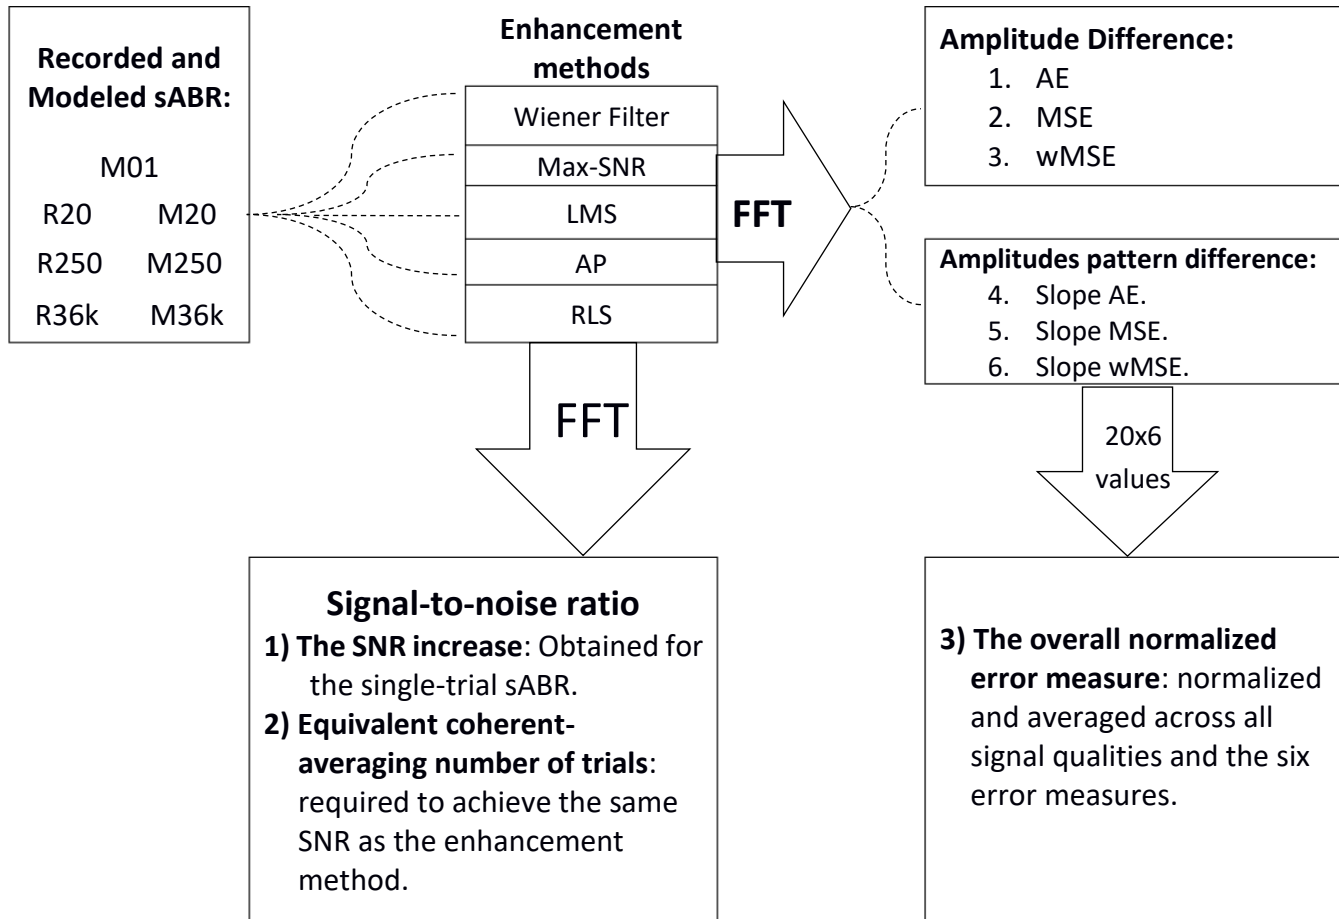 Recorded and
Modeled sABR:
M01
R20 M20
R250 M250
R36k M36k
Enhancement
methods
Wiener Filter
Max-SNR
LMS
AP
RLS
FFT
FFT
Amplitude Difference:
1. AE
2. MSE
3. wMSE
Amplitudes pattern difference:
4. Slope AE.
5. Slope MSE.
6. Slope wMSE.
20x6
values
Signal-to-noise ratio
1) The SNR increase: Obtained for
the single-trial sABR.
2) Equivalent coherent-
averaging number of trials:
required to achieve the same
SNR as the enhancement
method.
3) The overall normalized
error measure: normalized
and averaged across all
signal qualities and the six
error measures.